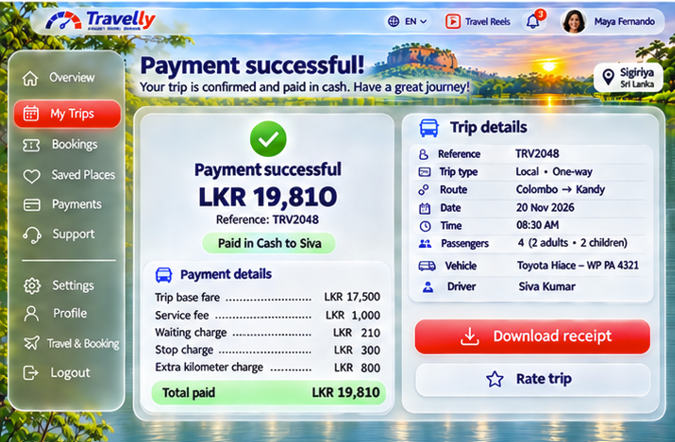 Travelly
EN
Travel Reels
3
Maya Fernando
Payment successful!
Your trip is confirmed and paid in cash. Have a great journey!
Sigiriya
Sri Lanka
Overview
My Trips
Bookings
Saved Places
Payments
Support
Settings
Profile
Travel & Booking
Logout
Payment successful
LKR 19,810
Reference: TRV2048
Paid in Cash to Siva
Payment details
Trip base fare ........................ LKR 17,500
Service fee ........................ LKR 1,000
Waiting charge ........................ LKR 210
Stop charge ........................ LKR 300
Extra kilometer charge ............ LKR 800
Total paid LKR 19,810
Trip details
Reference TRV2048
Trip type Local • One-way
Route Colombo → Kandy
Date 20 Nov 2026
Time 08:30 AM
Passengers 4 (2 adults • 2 children)
Vehicle Toyota Hiace – WP PA 4321
Driver Siva Kumar
Download receipt
Rate trip